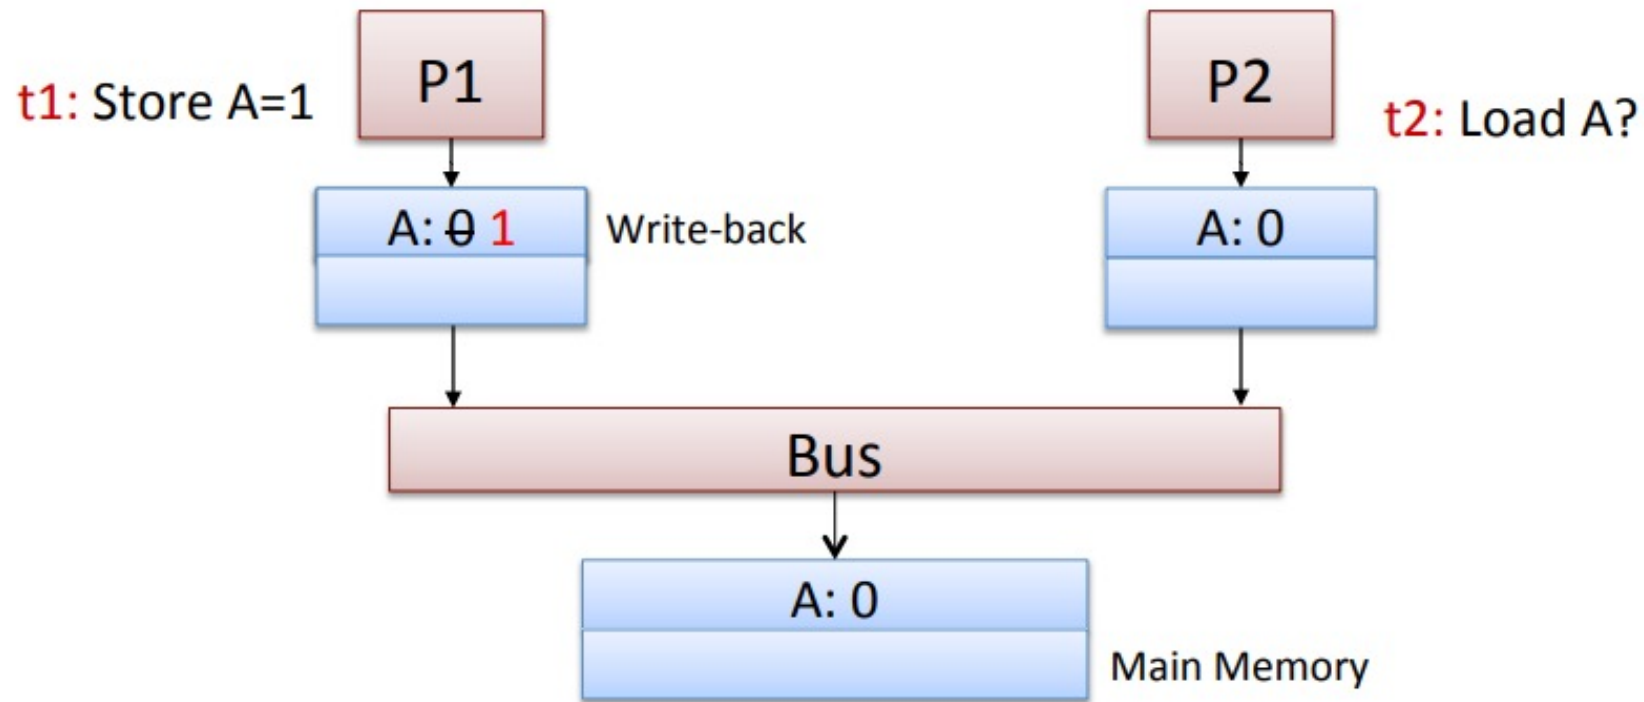 P1
P2
t1: Store A=1
t2: Load A?
A: 0 1
Write-back
A: 0
Bus
A: 0
Main Memory